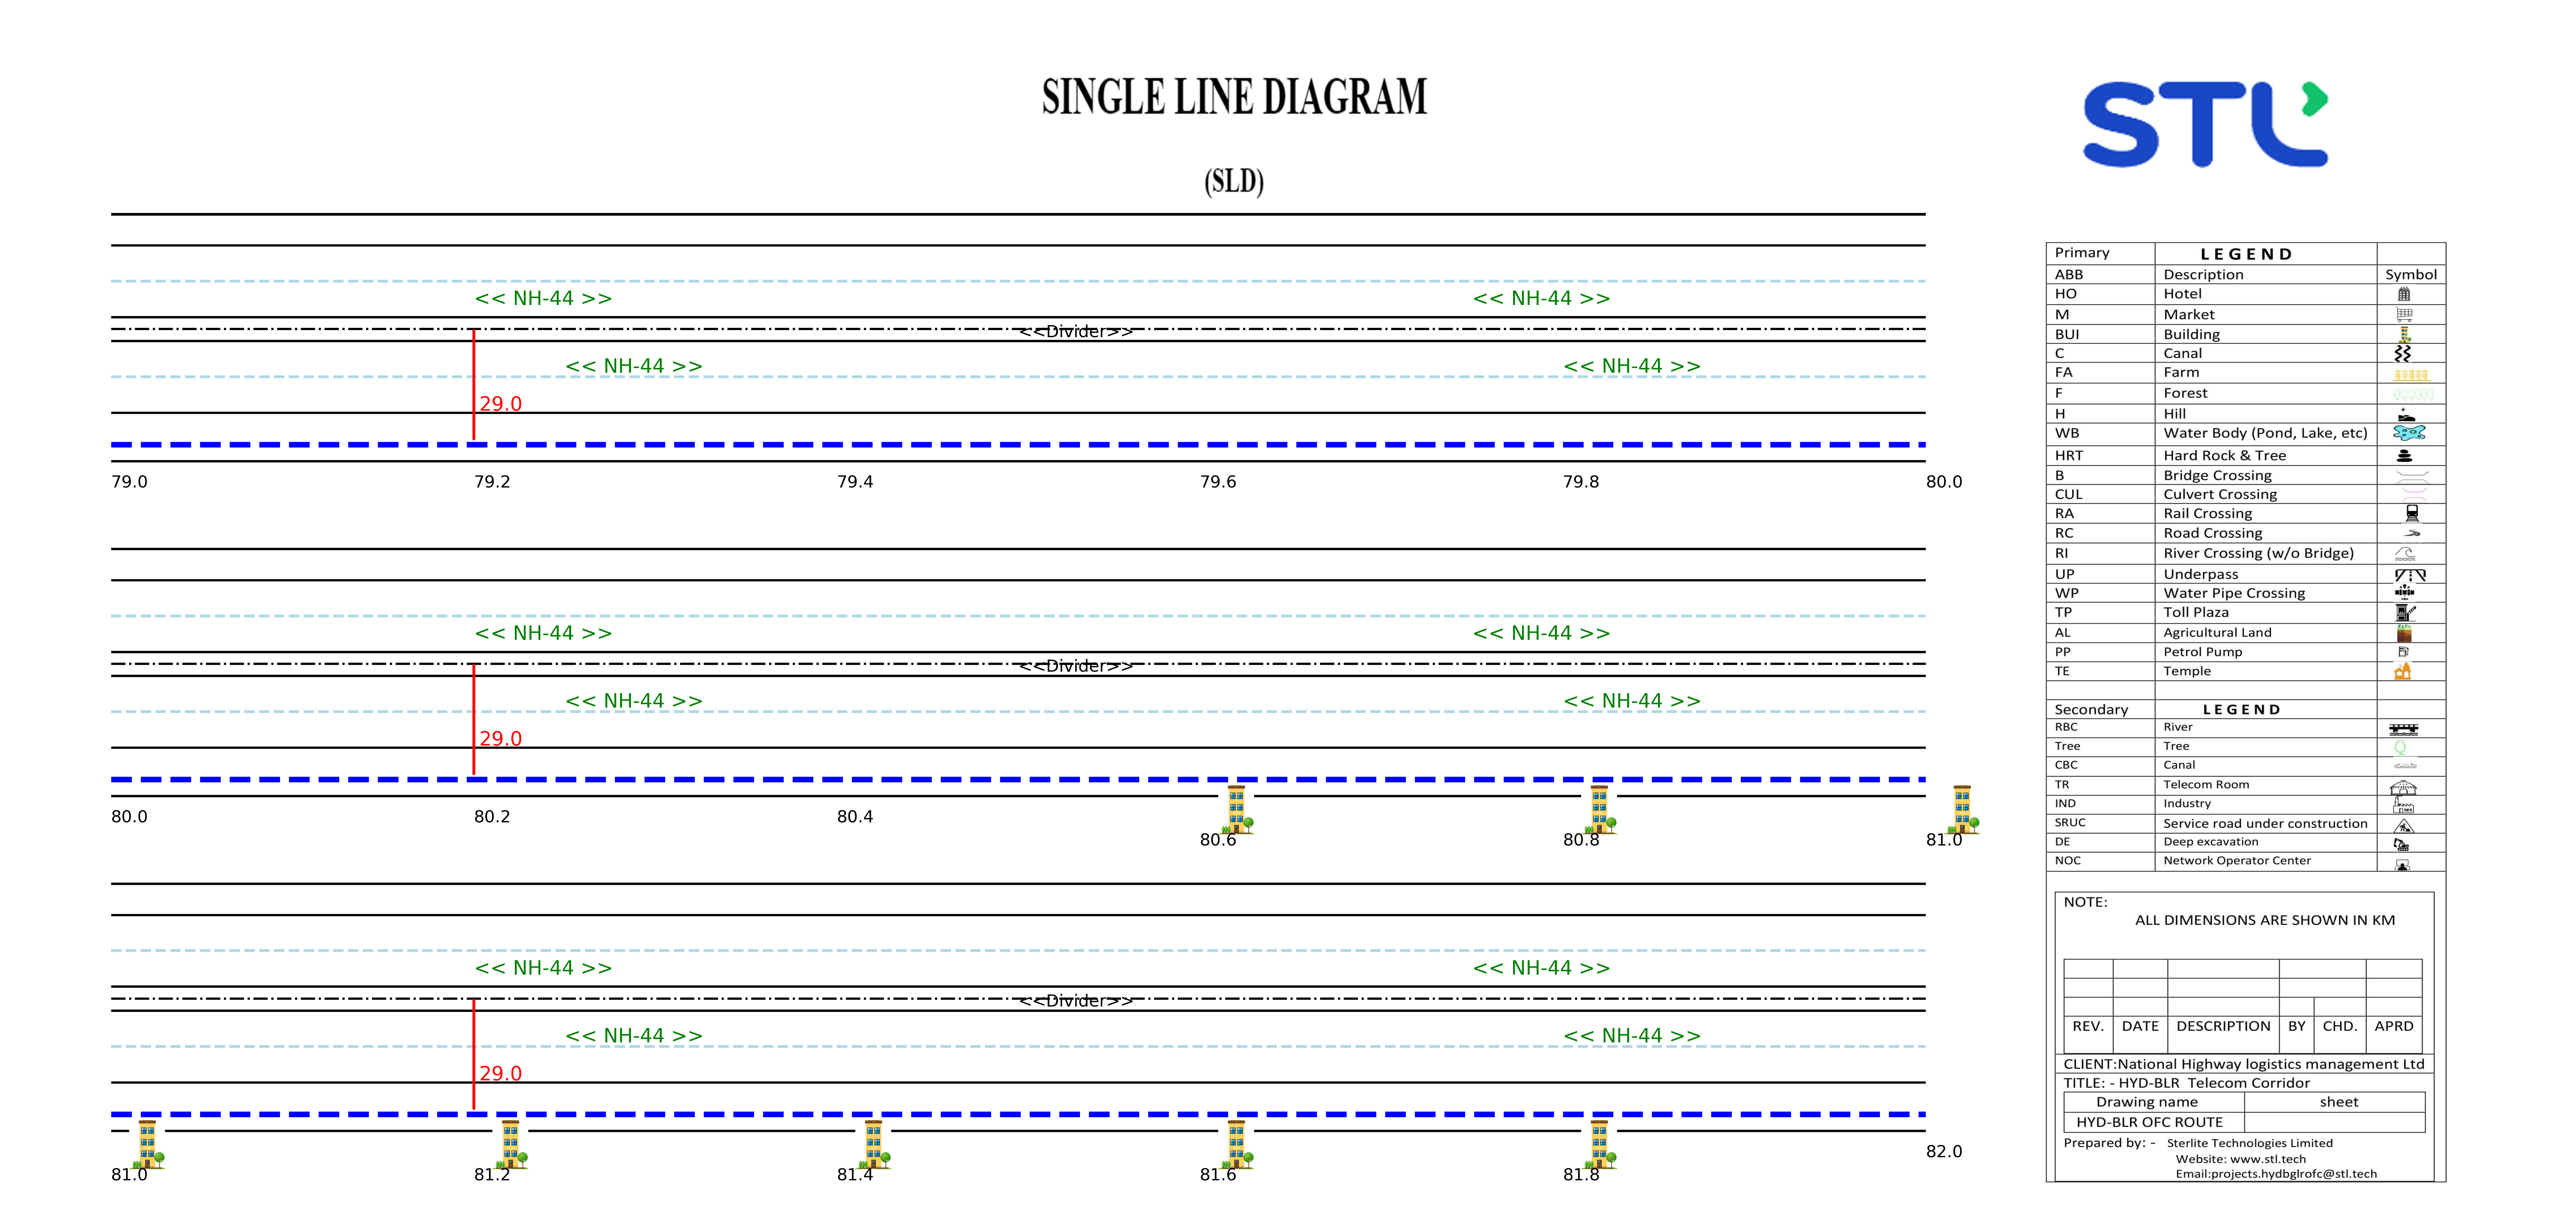 SINGLE LINE DIAGRAM
(SLD)
STL
<< NH-44 >> << NH-44 >>
<<Divider>>
<< NH-44 >> << NH-44 >>
29.0
79.0 79.2 79.4 79.6 79.8 80.0
<< NH-44 >> << NH-44 >>
<<Divider>>
<< NH-44 >> << NH-44 >>
29.0
80.0 80.2 80.4 80.6 80.8 81.0
<< NH-44 >> << NH-44 >>
<<Divider>>
<< NH-44 >> << NH-44 >>
29.0
81.0 81.2 81.4 81.6 81.8 82.0
Primary LEGEND
ABB Description Symbol
HO Hotel
M Market
BUI Building
C Canal
FA Farm
F Forest
H Hill
WB Water Body (Pond, Lake, etc)
HRT Hard Rock & Tree
B Bridge Crossing
CUL Culvert Crossing
RA Rail Crossing
RC Road Crossing
RI River Crossing (w/o Bridge)
UP Underpass
WP Water Pipe Crossing
TP Toll Plaza
AL Agricultural Land
PP Petrol Pump
TE Temple
Secondary LEGEND
RBC River
Tree Tree
CBC Canal
TR Telecom Room
IND Industry
SRUC Service road under construction
DE Deep excavation
NOC Network Operator Center
NOTE:
ALL DIMENSIONS ARE SHOWN IN KM
REV. DATE DESCRIPTION BY CHD. APRD
CLIENT:National Highway logistics management Ltd
TITLE: - HYD-BLR Telecom Corridor
Drawing name sheet
HYD-BLR OFC ROUTE
Prepared by: - Sterlite Technologies Limited
Website: www.stl.tech
Email:projects.hydbglrofc@stl.tech